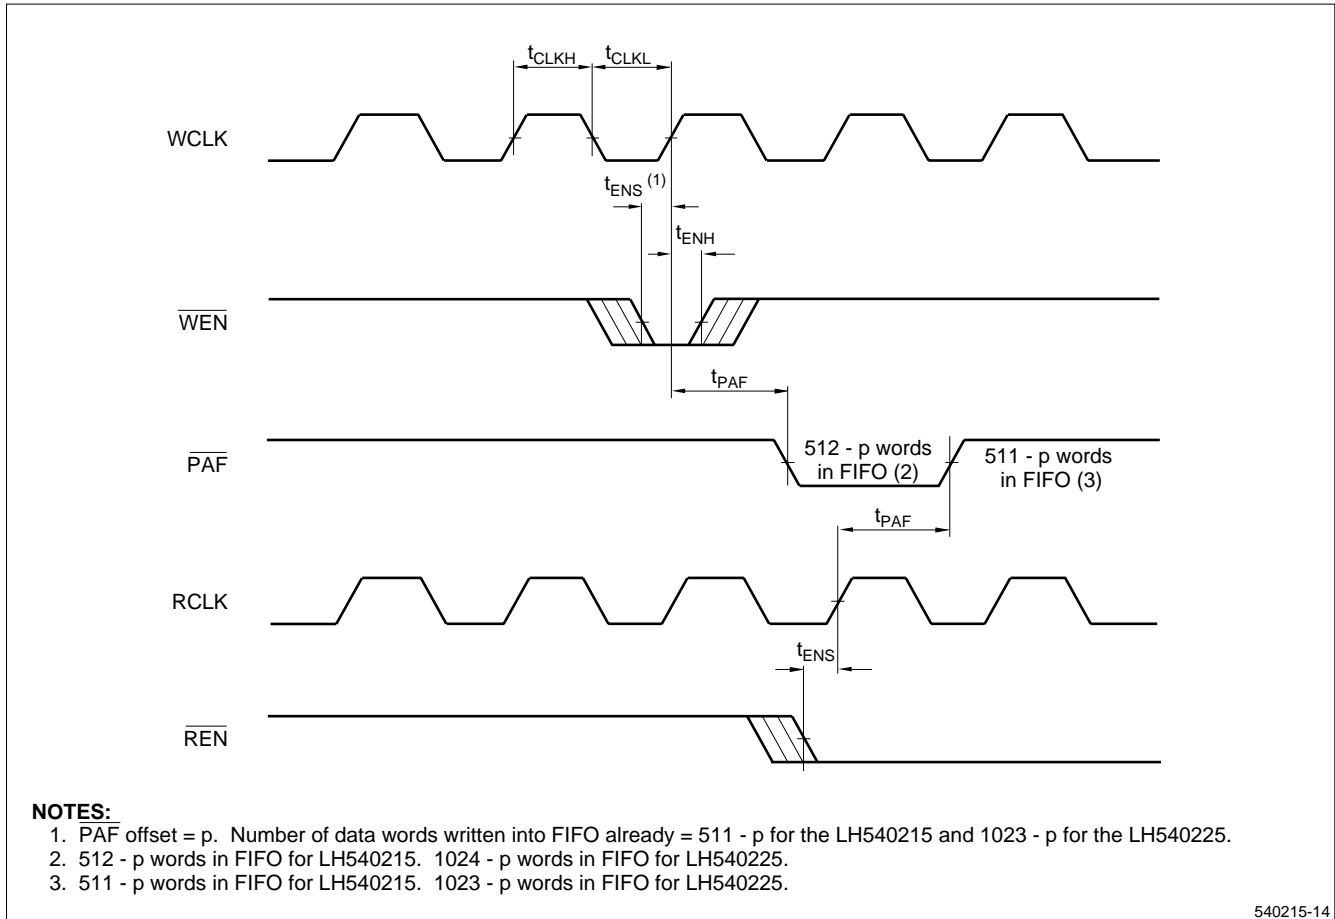 tCLKH tCLKL
WCLK
tENS (1)
tENH
WEN
tPAF
PAF
512 - p words
in FIFO (2)
511 - p words
in FIFO (3)
tPAF
RCLK
tENS
REN
NOTES:
1. PAF offset = p. Number of data words written into FIFO already = 511 - p for the LH540215 and 1023 - p for the LH540225.
2. 512 - p words in FIFO for LH540215. 1024 - p words in FIFO for LH540225.
3. 511 - p words in FIFO for LH540215. 1023 - p words in FIFO for LH540225.
540215-14